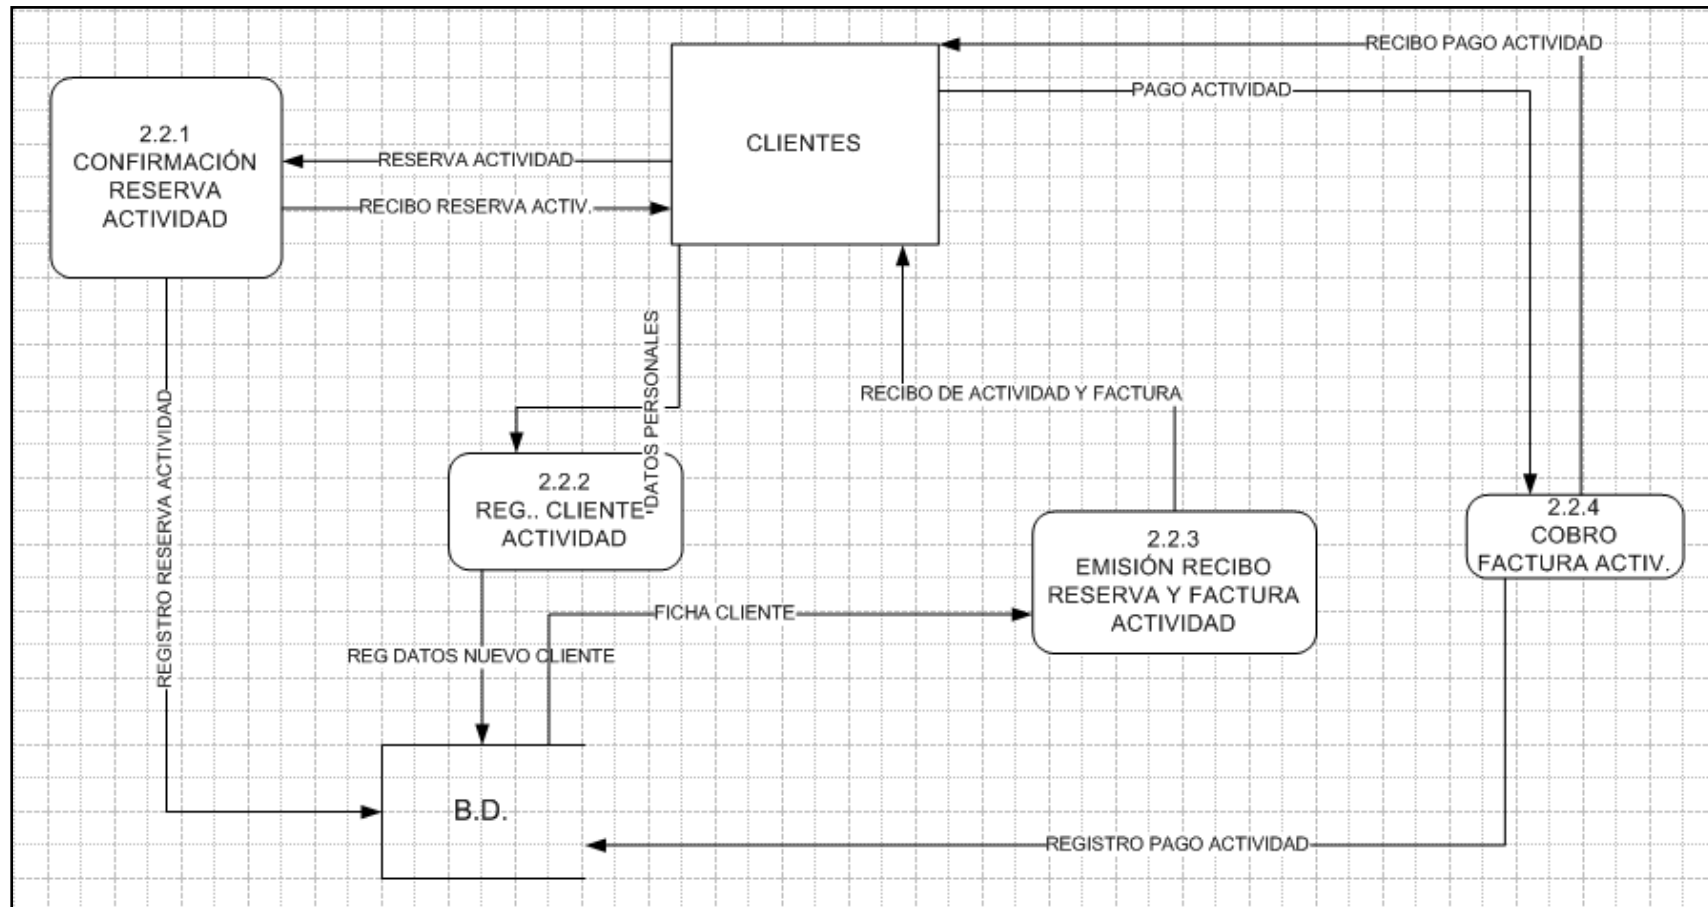 RECIBO PAGO ACTIVIDAD
PAGO ACTIVIDAD
2.2.1
CONFIRMACIÓN
RESERVA
ACTIVIDAD
CLIENTES
RESERVA ACTIVIDAD
RECIBO RESERVA ACTIV.
DATOS PERSONALES
REGISTRO RESERVA ACTIVIDAD
RECIBO DE ACTIVIDAD Y FACTURA
2.2.2
REG.. CLIENTE-
ACTIVIDAD
2.2.3
EMISIÓN RECIBO
RESERVA Y FACTURA
ACTIVIDAD
2.2.4
COBRO
FACTURA ACTIV.
FICHA CLIENTE
REG DATOS NUEVO CLIENTE
B.D.
REGISTRO PAGO ACTIVIDAD